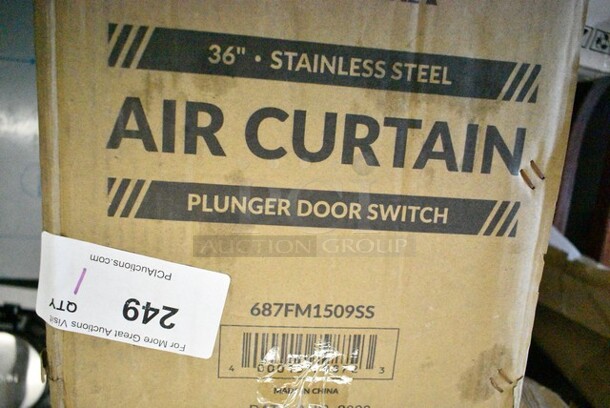 36" • STAINLESS STEEL
AIR CURTAIN
PLUNGER DOOR SWITCH
AUCTION GROUP
687FM1509SS
MADE IN CHINA
For More Great Auctions Visit
249
QTY 1
PCIAuctions.com